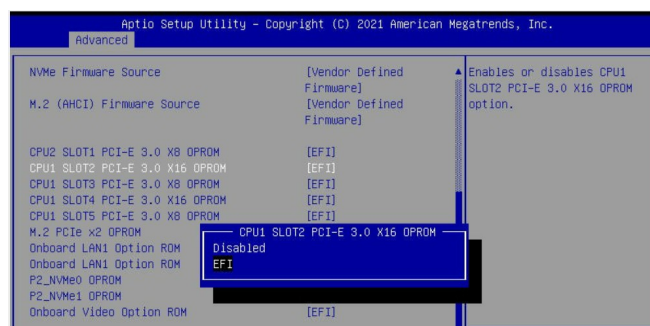 Aptio Setup Utility - Copyright (C) 2021 American Megatrends, Inc.
Advanced
NVMe Firmware Source [Vendor Defined Firmware]
M.2 (AHCI) Firmware Source [Vendor Defined Firmware]
CPU2 SLOT1 PCI-E 3.0 X8 OPROM [EFI]
CPU1 SLOT2 PCI-E 3.0 X16 OPROM [EFI]
CPU1 SLOT3 PCI-E 3.0 X8 OPROM [EFI]
CPU1 SLOT4 PCI-E 3.0 X16 OPROM [EFI]
CPU1 SLOT5 PCI-E 3.0 X8 OPROM [EFI]
M.2 PCIe x2 OPROM
Onboard LAN1 Option ROM
Onboard LAN1 Option ROM
P2_NVMe0 OPROM
P2_NVMe1 OPROM
Onboard Video Option ROM [EFI]
CPU1 SLOT2 PCI-E 3.0 X16 OPROM
Disabled
EFI
Enables or disables CPU1
SLOT2 PCI-E 3.0 X16 OPROM
option.